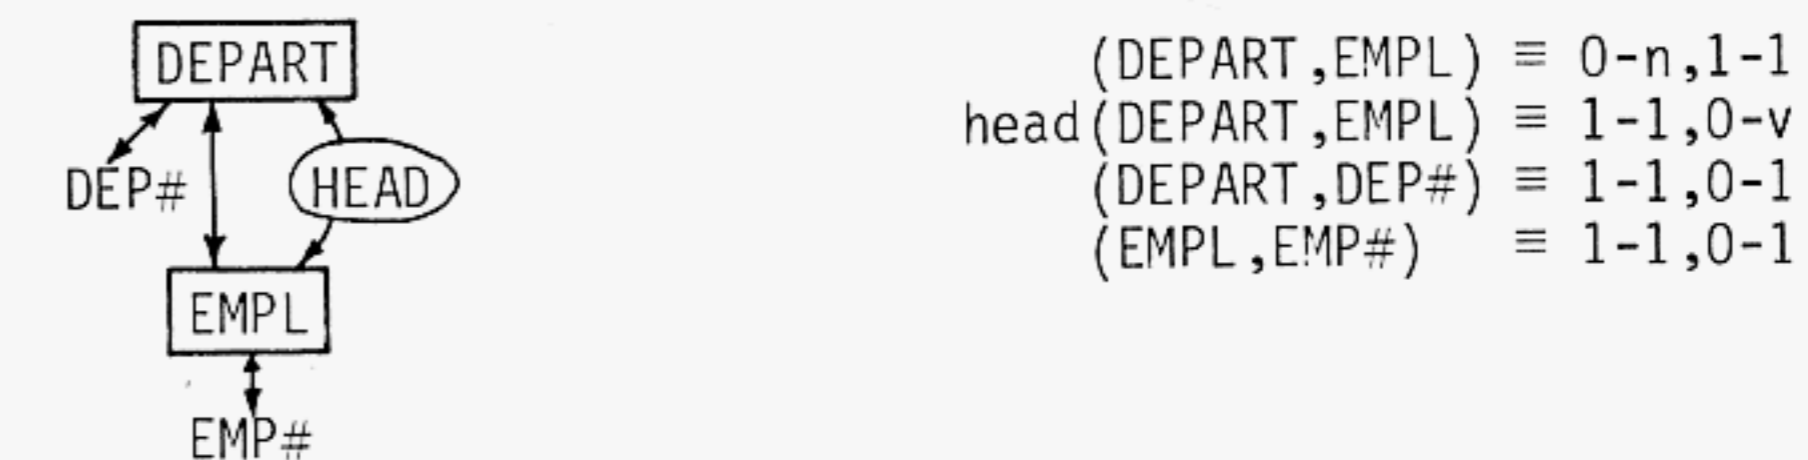 DEPART
DEP#
HEAD
EMPL
EMP#
(DEPART,EMPL) ≡ 0-n,1-1
head(DEPART,EMPL) ≡ 1-1,0-v
(DEPART,DEP#) ≡ 1-1,0-1
(EMPL,EMP#) ≡ 1-1,0-1